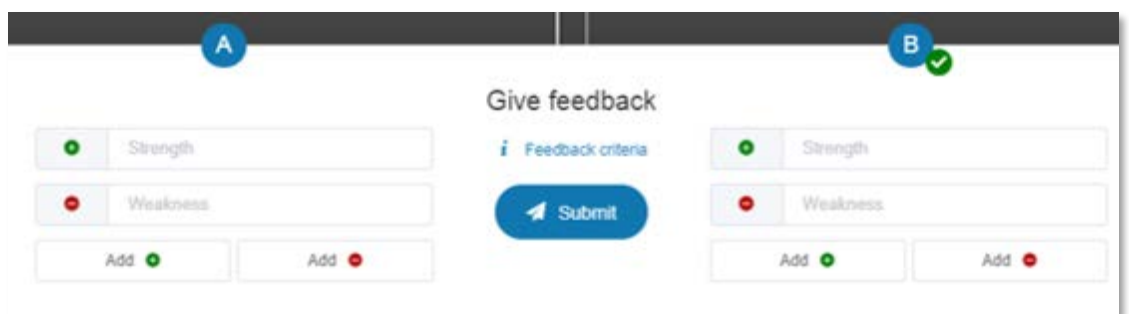 A
B
Give feedback
Strength
i Feedback criteria
Strength
Weakness
Submit
Weakness
Add
Add
Add
Add